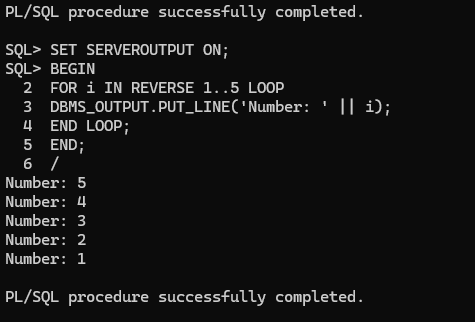 PL/SQL procedure successfully completed.
SQL> SET SERVEROUTPUT ON;
SQL> BEGIN
  2  FOR i IN REVERSE 1..5 LOOP
  3  DBMS_OUTPUT.PUT_LINE('Number: ' || i);
  4  END LOOP;
  5  END;
  6  /
Number: 5
Number: 4
Number: 3
Number: 2
Number: 1
PL/SQL procedure successfully completed.